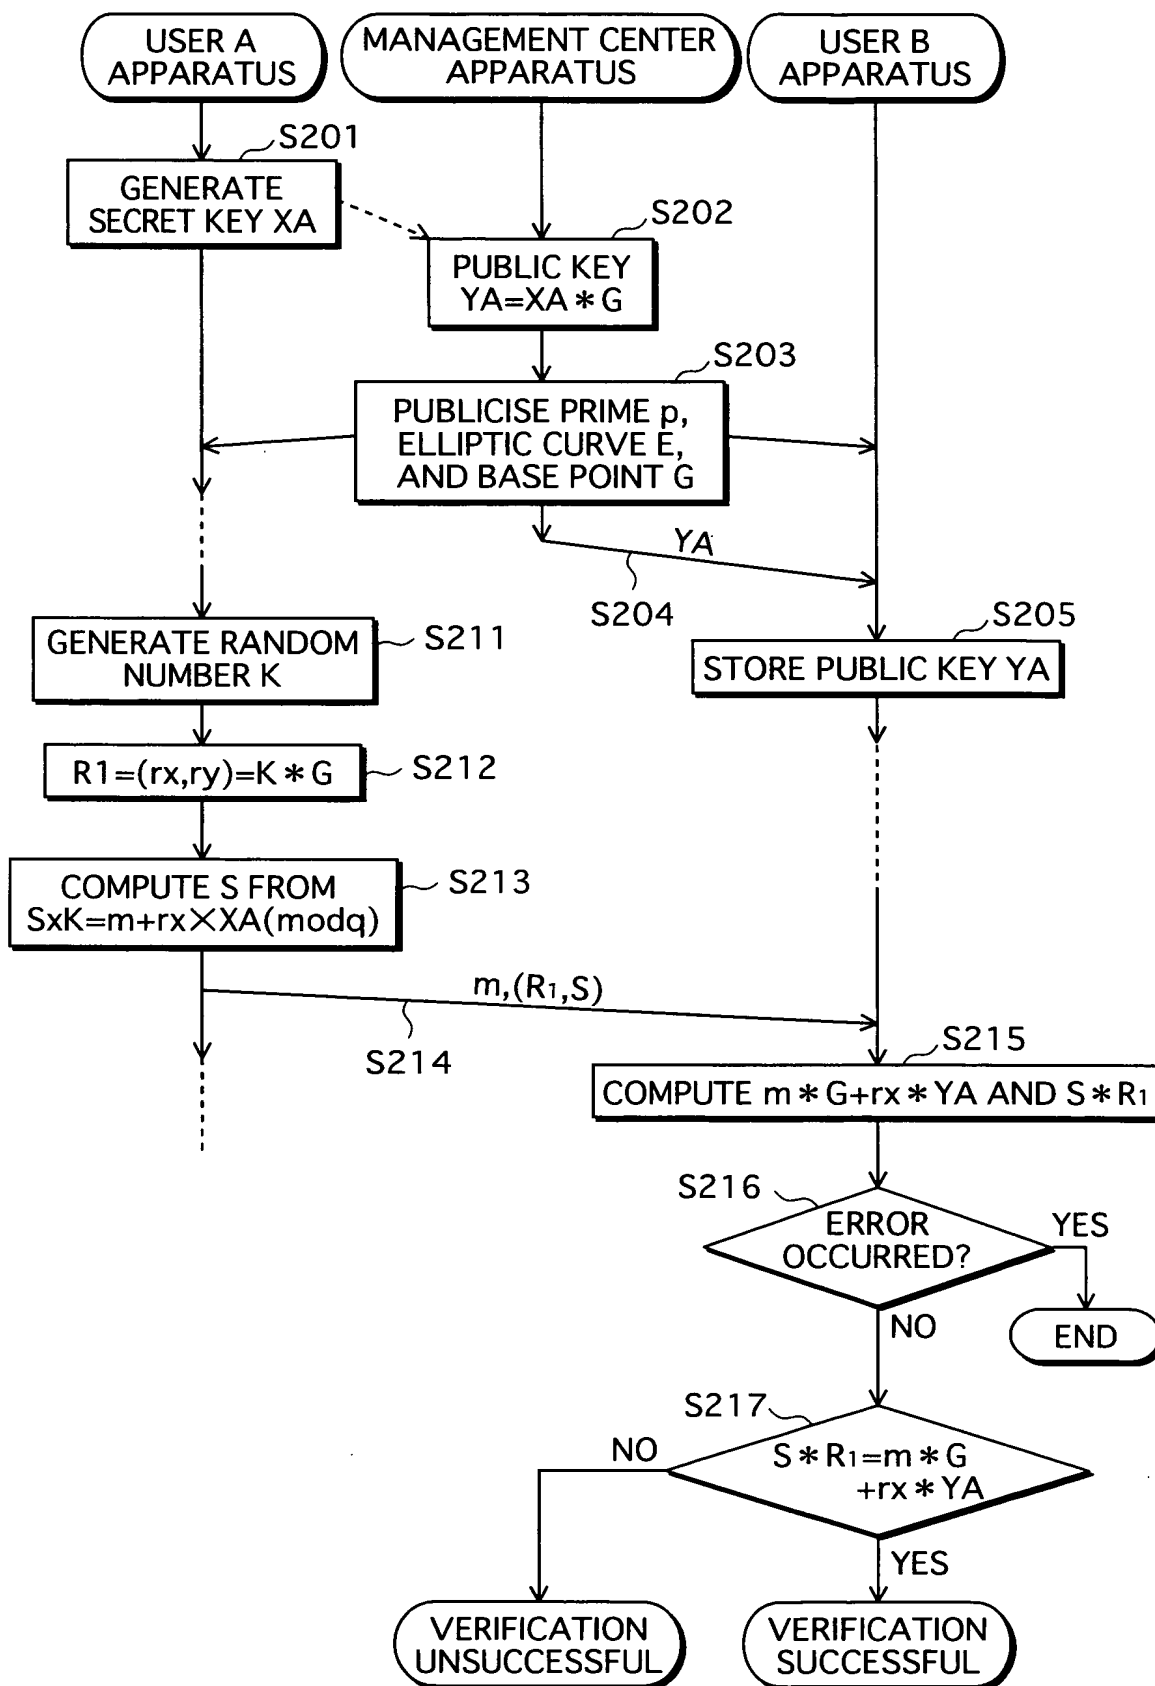 USER A
APPARATUS
MANAGEMENT CENTER
APPARATUS
USER B
APPARATUS
S201
GENERATE
SECRET KEY XA
S202
PUBLIC KEY
YA=XA*G
S203
PUBLICISE PRIME p,
ELLIPTIC CURVE E,
AND BASE POINT G
YA
S204
S205
STORE PUBLIC KEY YA
S211
GENERATE RANDOM
NUMBER K
S212
R1=(rx,ry)=K*G
S213
COMPUTE S FROM
SxK=m+rx×XA(modq)
m,(R1,S)
S214
S215
COMPUTE m*G+rx*YA AND S*R1
S216
ERROR
OCCURRED?
YES
NO
END
S217
S*R1=m*G
+rx*YA
NO
YES
VERIFICATION
UNSUCCESSFUL
VERIFICATION
SUCCESSFUL